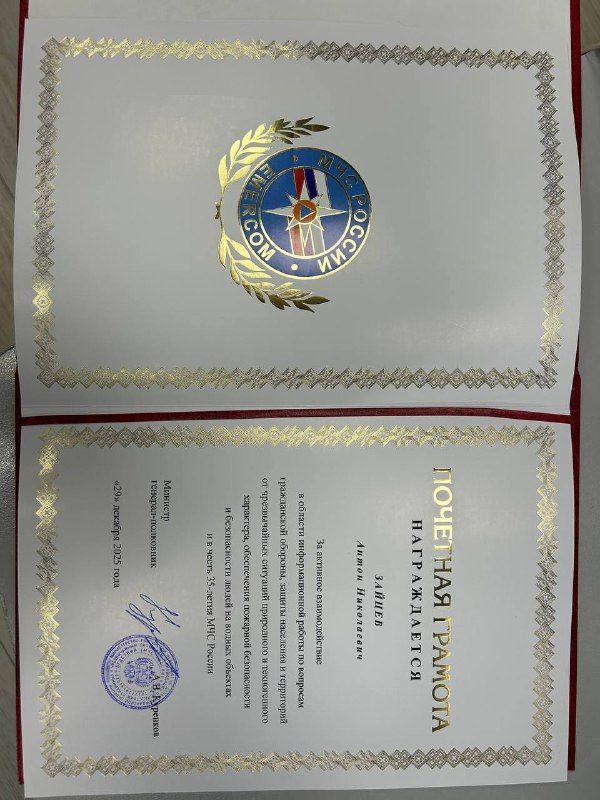 МЧС РОССИИ
EMERCOM
ПОЧЕТНАЯ ГРАМОТА
НАГРАЖДАЕТСЯ
ЗАЙЦЕВ
Антон Николаевич
За активное взаимодействие
в области информационной работы по вопросам
гражданской обороны, защиты населения и территорий
от чрезвычайных ситуаций природного и техногенного
характера, обеспечения пожарной безопасности
и безопасности людей на водных объектах
и в честь 35-летия МЧС России
Министр
генерал-полковник
А.В. Куренков
«29» декабря 2025 года